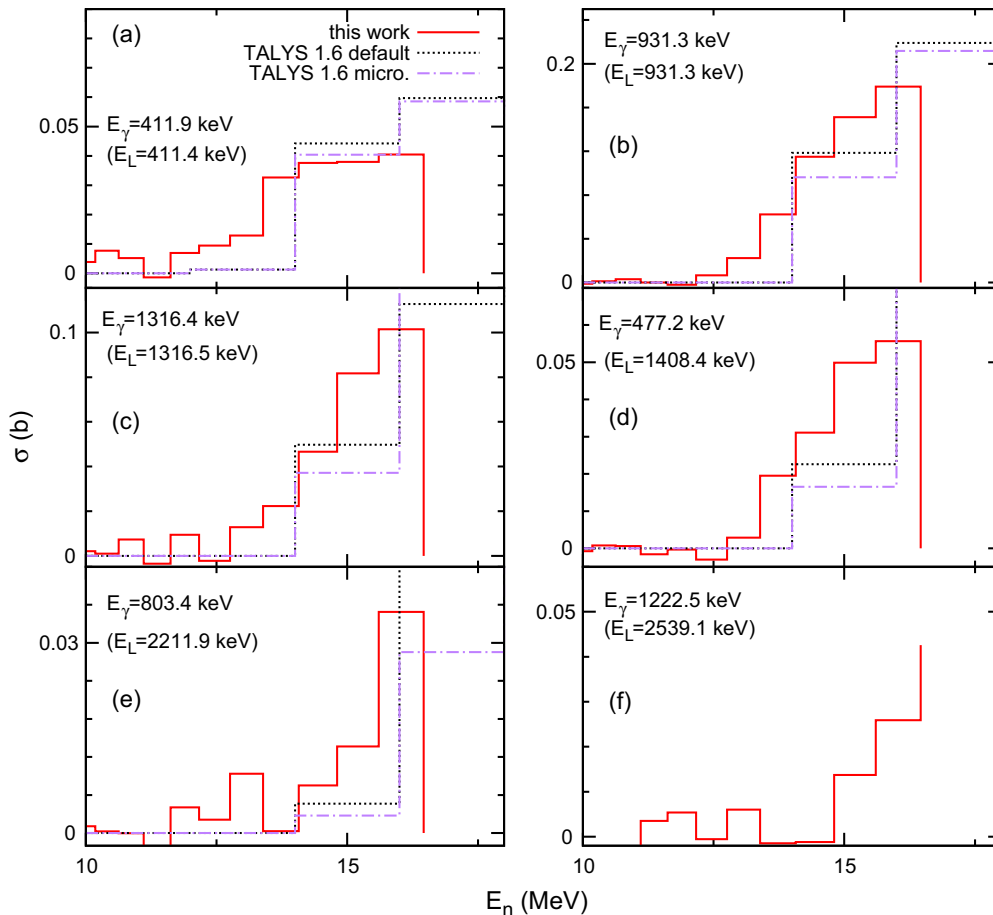 (a)
this work
TALYS 1.6 default
TALYS 1.6 micro.
0.05
E_γ=411.9 keV
(E_L=411.4 keV)
0
E_γ=931.3 keV
(E_L=931.3 keV)
0.2
(b)
0
E_γ=1316.4 keV
(E_L=1316.5 keV)
0.1
(c)
0
E_γ=477.2 keV
(E_L=1408.4 keV)
0.05
(d)
0
σ (b)
E_γ=803.4 keV
(E_L=2211.9 keV)
0.03
(e)
0
10
15
E_γ=1222.5 keV
(E_L=2539.1 keV)
0.05
(f)
0
10
15
E_n (MeV)